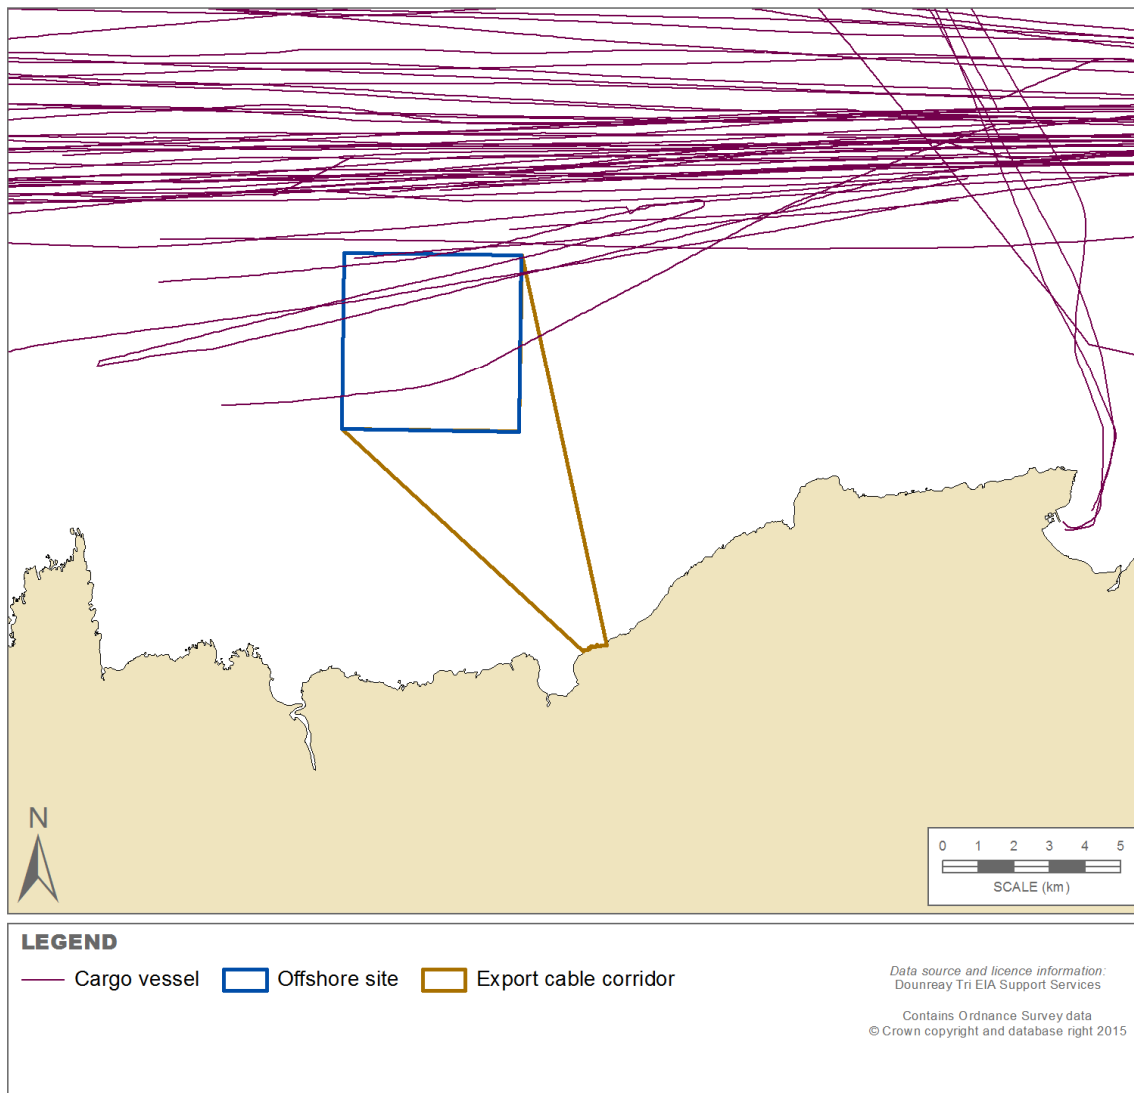 N
0 1 2 3 4 5
SCALE (km)
LEGEND
Cargo vessel Offshore site Export cable corridor
Data source and licence information:
Dounreay Tri EIA Support Services
Contains Ordnance Survey data
© Crown copyright and database right 2015